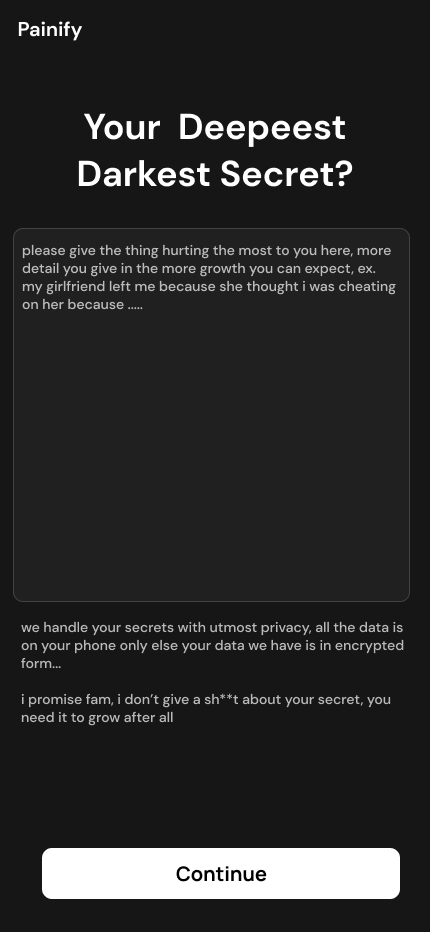 Painify
Your Deepeest
Darkest Secret?
please give the thing hurting the most to you here, more
detail you give in the more growth you can expect, ex.
my girlfriend left me because she thought i was cheating
on her because .....
we handle your secrets with utmost privacy, all the data is
on your phone only else your data we have is in encrypted
form...
i promise fam, i don’t give a sh**t about your secret, you
need it to grow after all
Continue